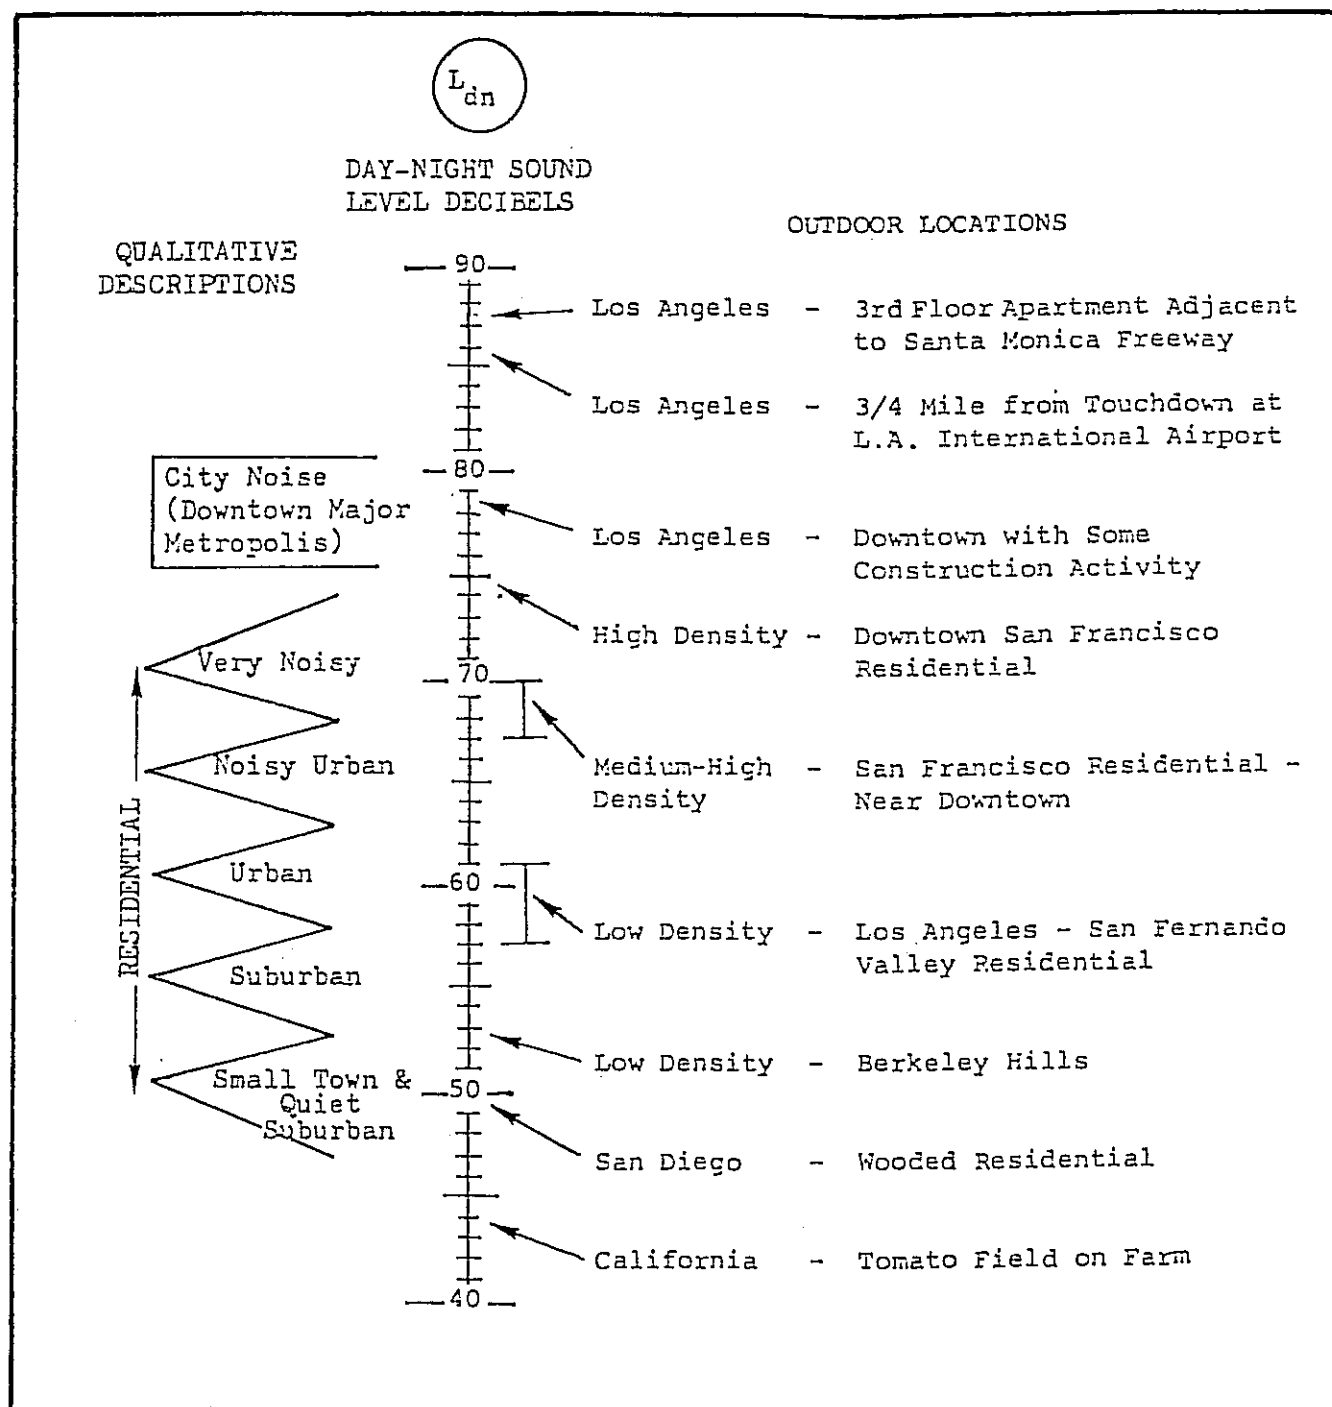 Ldn
DAY-NIGHT SOUND
LEVEL DECIBELS
QUALITATIVE
DESCRIPTIONS
OUTDOOR LOCATIONS
90
Los Angeles - 3rd Floor Apartment Adjacent
to Santa Monica Freeway
Los Angeles - 3/4 Mile from Touchdown at
L.A. International Airport
80
City Noise
(Downtown Major
Metropolis)
Los Angeles - Downtown with Some
Construction Activity
High Density - Downtown San Francisco
Residential
70
Very Noisy
Noisy Urban
Medium-High - San Francisco Residential -
Density Near Downtown
RESIDENTIAL
Urban
60
Low Density - Los Angeles - San Fernando
Valley Residential
Suburban
Low Density - Berkeley Hills
50
Small Town &
Quiet
Suburban
San Diego - Wooded Residential
California - Tomato Field on Farm
40